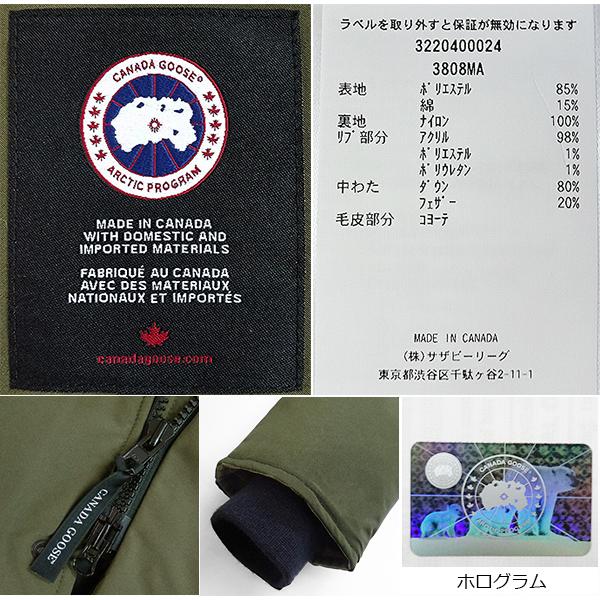 CANADA GOOSE®
ARCTIC PROGRAM
MADE IN CANADA
WITH DOMESTIC AND
IMPORTED MATERIALS
FABRIQUÉ AU CANADA
AVEC DES MATERIAUX
NATIONAUX ET IMPORTÉS
canadagoose.com
ラベルを取り外すと保証が無効になります
3220400024
3808MA
表地 ﾎﾟﾘｴｽﾃﾙ 85%
綿 15%
裏地 ﾅｲﾛﾝ 100%
ﾘﾌﾞ部分 ｱｸﾘﾙ 98%
ﾎﾟﾘｴｽﾃﾙ 1%
ﾎﾟﾘｳﾚﾀﾝ 1%
中わた ﾀﾞｳﾝ 80%
ﾌｪｻﾞｰ 20%
毛皮部分 ｺﾖｰﾃ
MADE IN CANADA
(株)サザビーリーグ
東京都渋谷区千駄ヶ谷2-11-1
CANADA GOOSE
CANADA GOOSE
ARCTIC PROGRAM
ホログラム